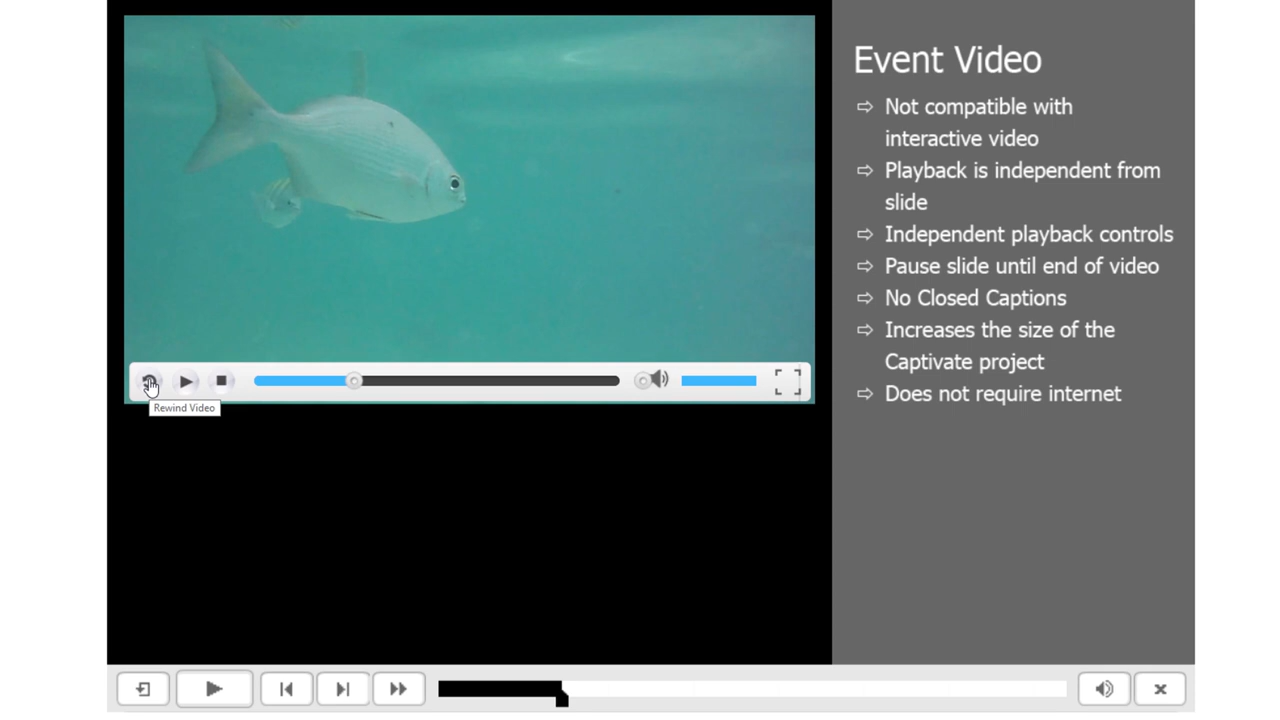 Event Video
⇨ Not compatible with
interactive video
⇨ Playback is independent from
slide
⇨ Independent playback controls
⇨ Pause slide until end of video
⇨ No Closed Captions
⇨ Increases the size of the
Captivate project
⇨ Does not require internet
Rewind Video